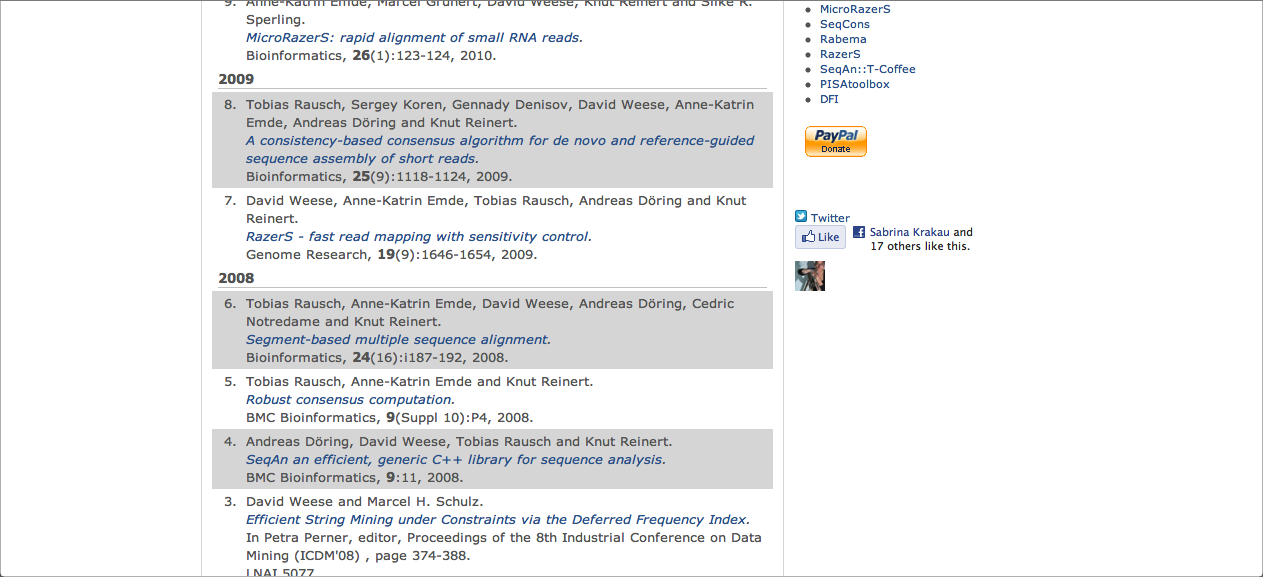 9. Anne-Katrin Emde, Marcel Grunert, David Weese, Knut Reinert and Silke R.
Sperling.
MicroRazerS: rapid alignment of small RNA reads.
Bioinformatics, 26(1):123-124, 2010.
2009
8. Tobias Rausch, Sergey Koren, Gennady Denisov, David Weese, Anne-Katrin
Emde, Andreas Döring and Knut Reinert.
A consistency-based consensus algorithm for de novo and reference-guided
sequence assembly of short reads.
Bioinformatics, 25(9):1118-1124, 2009.
7. David Weese, Anne-Katrin Emde, Tobias Rausch, Andreas Döring and Knut
Reinert.
RazerS - fast read mapping with sensitivity control.
Genome Research, 19(9):1646-1654, 2009.
2008
6. Tobias Rausch, Anne-Katrin Emde, David Weese, Andreas Döring, Cedric
Notredame and Knut Reinert.
Segment-based multiple sequence alignment.
Bioinformatics, 24(16):i187-192, 2008.
5. Tobias Rausch, Anne-Katrin Emde and Knut Reinert.
Robust consensus computation.
BMC Bioinformatics, 9(Suppl 10):P4, 2008.
4. Andreas Döring, David Weese, Tobias Rausch and Knut Reinert.
SeqAn an efficient, generic C++ library for sequence analysis.
BMC Bioinformatics, 9:11, 2008.
3. David Weese and Marcel H. Schulz.
Efficient String Mining under Constraints via the Deferred Frequency Index.
In Petra Perner, editor, Proceedings of the 8th Industrial Conference on Data
Mining (ICDM'08) , page 374-388.
LNAI 5077
MicroRazerS
SeqCons
Rabema
RazerS
SeqAn::T-Coffee
PISAtoolbox
DFI
PayPal
Donate
Twitter
Like
Sabrina Krakau and
17 others like this.